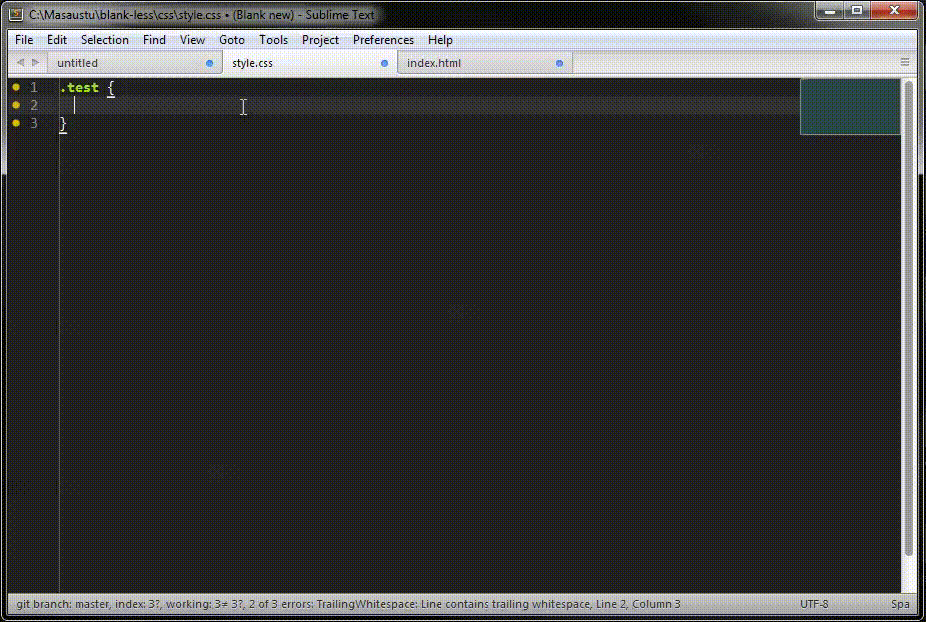 C:\Masaustu\blank-less\css\style.css • (Blank new) - Sublime Text
File Edit Selection Find View Goto Tools Project Preferences Help
untitled style.css index.html
1 .test {
2
3 }
git branch: master, index: 3?, working: 3≠ 3?, 2 of 3 errors: TrailingWhitespace: Line contains trailing whitespace, Line 2, Column 3 UTF-8 Spa